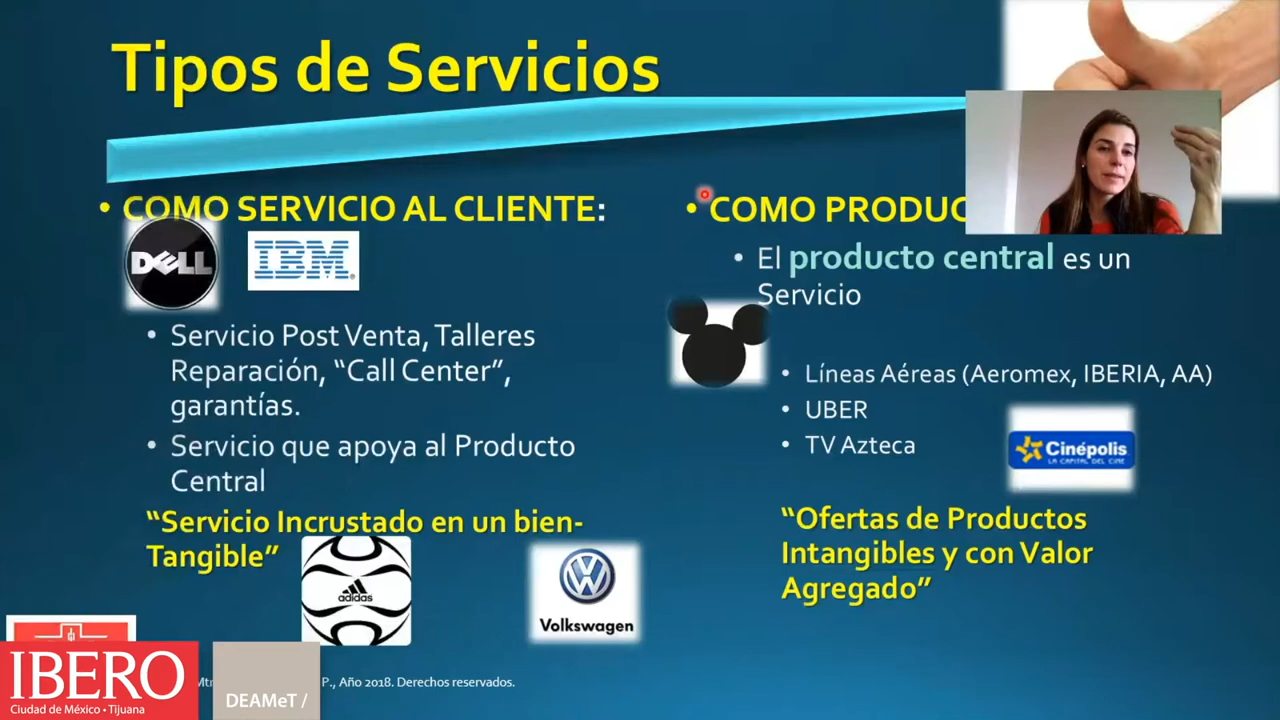 Tipos de Servicios
• COMO SERVICIO AL CLIENTE:
DELL
IBM
• Servicio Post Venta, Talleres
Reparación, “Call Center”,
garantías.
• Servicio que apoya al Producto
Central
“Servicio Incrustado en un bien-
Tangible”
adidas
Volkswagen
• COMO PRODUC
• El producto central es un
Servicio
• Líneas Aéreas (Aeromex, IBERIA, AA)
• UBER
• TV Azteca
Cinépolis
LA CAPITAL DEL CINE
“Ofertas de Productos
Intangibles y con Valor
Agregado”
IBERO
Ciudad de México • Tijuana
DEAMeT /
P., Año 2018. Derechos reservados.